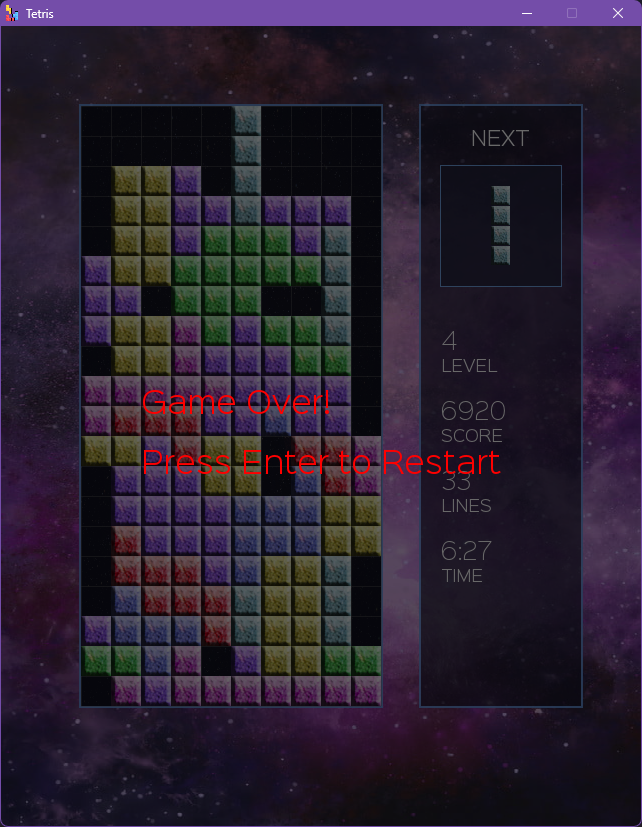 Tetris
NEXT
4
LEVEL
Game Over!
6920
SCORE
Press Enter to Restart
33
LINES
6:27
TIME